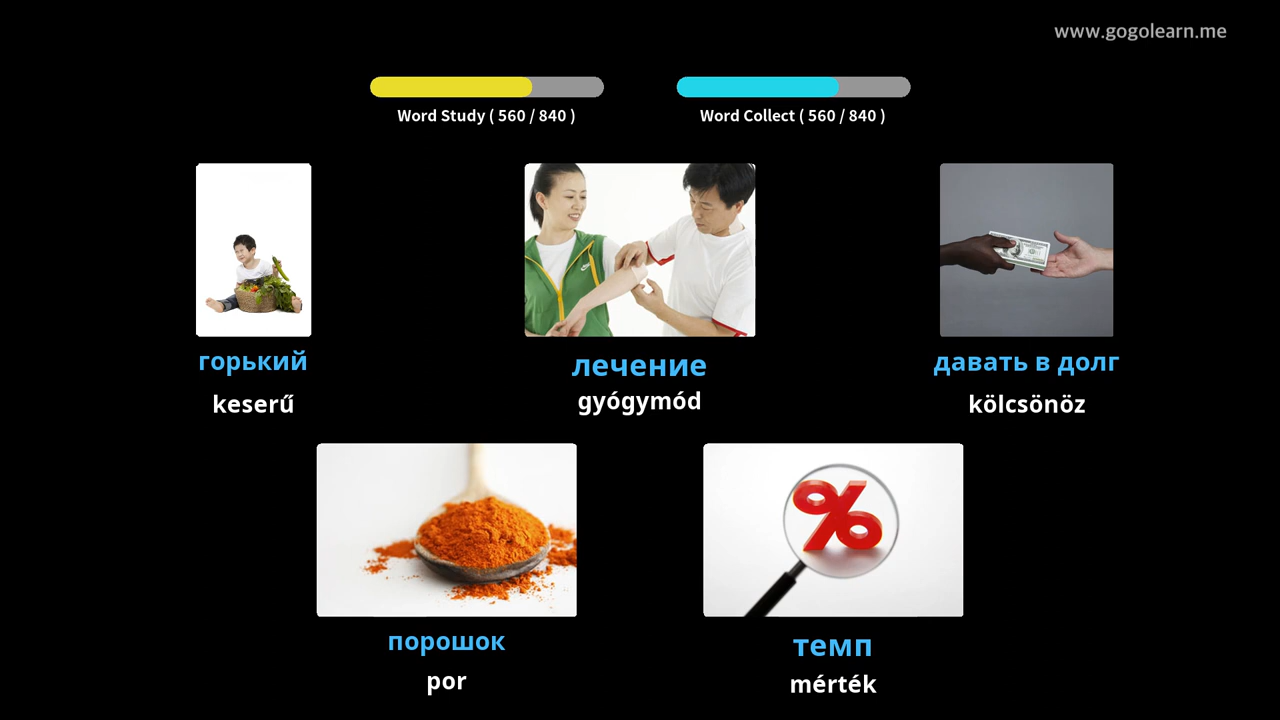 www.gogolearn.me
Word Study ( 560 / 840 )
Word Collect ( 560 / 840 )
горький
keserű
лечение
gyógymód
давать в долг
kölcsönöz
порошок
por
темп
mérték